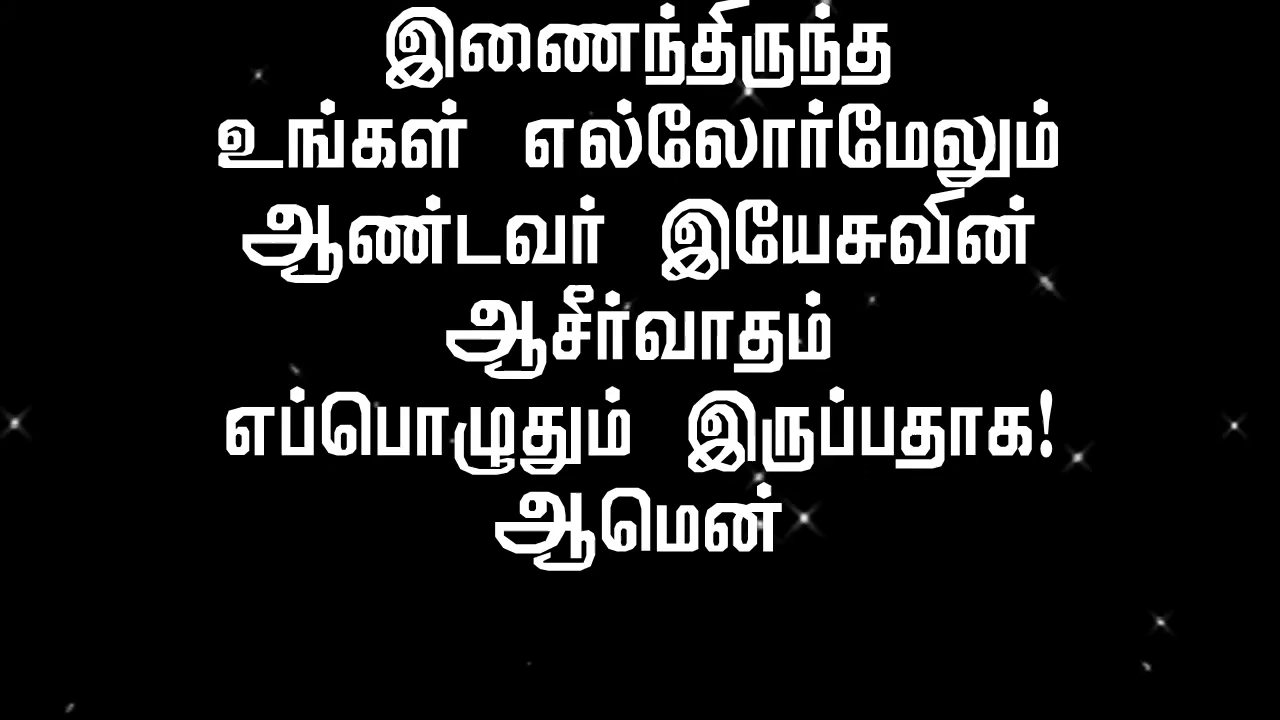 இணைந்திருந்த
உங்கள் எல்லோர்மேலும்
ஆண்டவர் இயேசுவின்
ஆசீர்வாதம்
எப்பொழுதும் இருப்பதாக!
ஆமென்